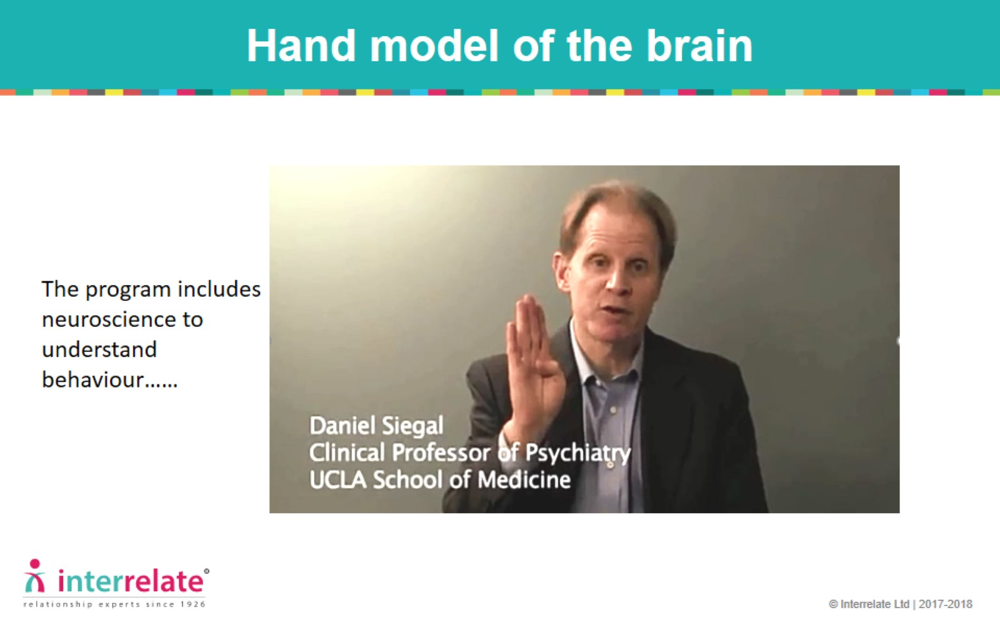 Hand model of the brain
The program includes
neuroscience to
understand
behaviour......
Daniel Siegal
Clinical Professor of Psychiatry
UCLA School of Medicine
interrelate
relationship experts since 1926
© Interrelate Ltd | 2017-2018